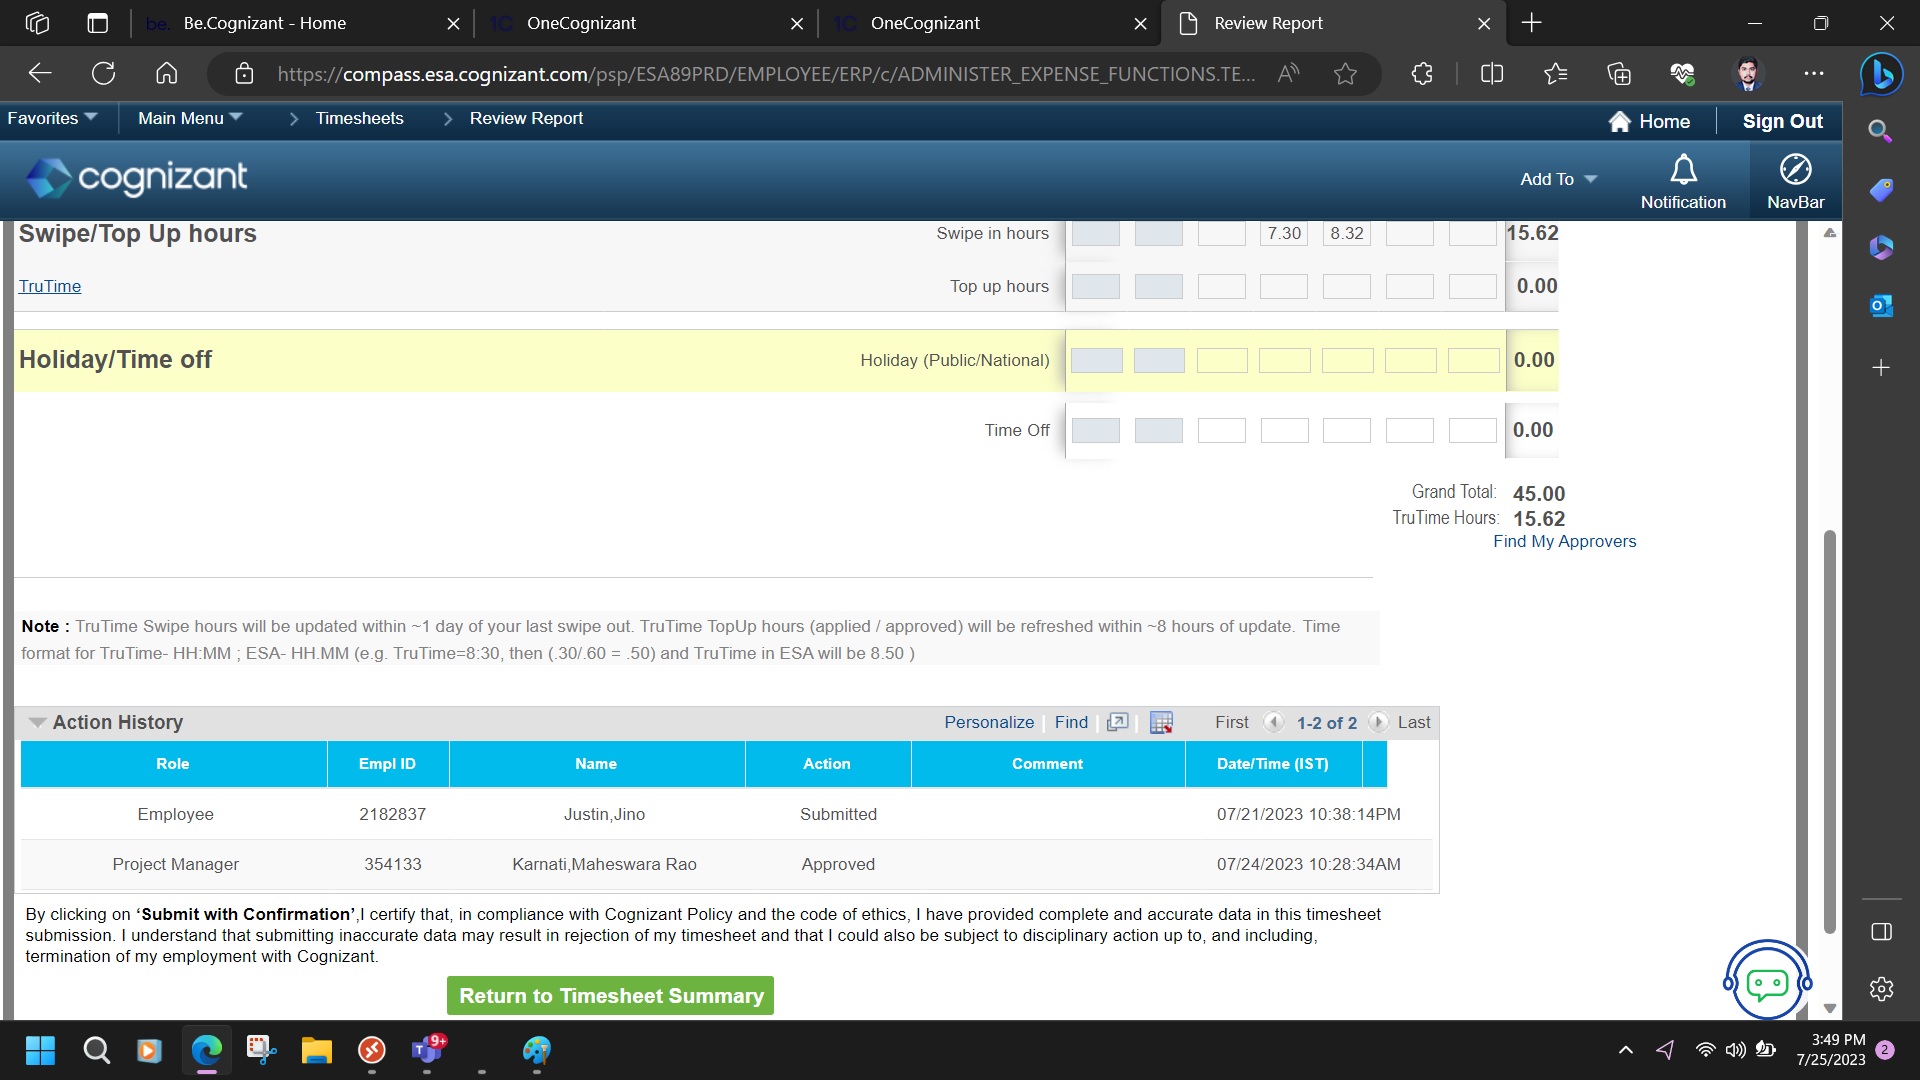 be. Be.Cognizant - Home
1C OneCognizant
1C OneCognizant
Review Report
https://compass.esa.cognizant.com/psp/ESA89PRD/EMPLOYEE/ERP/c/ADMINISTER_EXPENSE_FUNCTIONS.TE...
Favorites Main Menu > Timesheets > Review Report Home Sign Out
cognizant Add To Notification NavBar
Swipe/Top Up hours Swipe in hours 7.30 8.32 15.62
TruTime Top up hours 0.00
Holiday/Time off Holiday (Public/National) 0.00
Time Off 0.00
Grand Total: 45.00
TruTime Hours: 15.62
Find My Approvers
Note : TruTime Swipe hours will be updated within ~1 day of your last swipe out. TruTime TopUp hours (applied / approved) will be refreshed within ~8 hours of update. Time
format for TruTime- HH:MM ; ESA- HH.MM (e.g. TruTime=8:30, then (.30/.60 = .50) and TruTime in ESA will be 8.50 )
Action History Personalize | Find | | First 1-2 of 2 Last
Role Empl ID Name Action Comment Date/Time (IST)
Employee 2182837 Justin,Jino Submitted 07/21/2023 10:38:14PM
Project Manager 354133 Karnati,Maheswara Rao Approved 07/24/2023 10:28:34AM
By clicking on ‘Submit with Confirmation’,I certify that, in compliance with Cognizant Policy and the code of ethics, I have provided complete and accurate data in this timesheet
submission. I understand that submitting inaccurate data may result in rejection of my timesheet and that I could also be subject to disciplinary action up to, and including,
termination of my employment with Cognizant.
Return to Timesheet Summary
9+
3:49 PM
7/25/2023
2